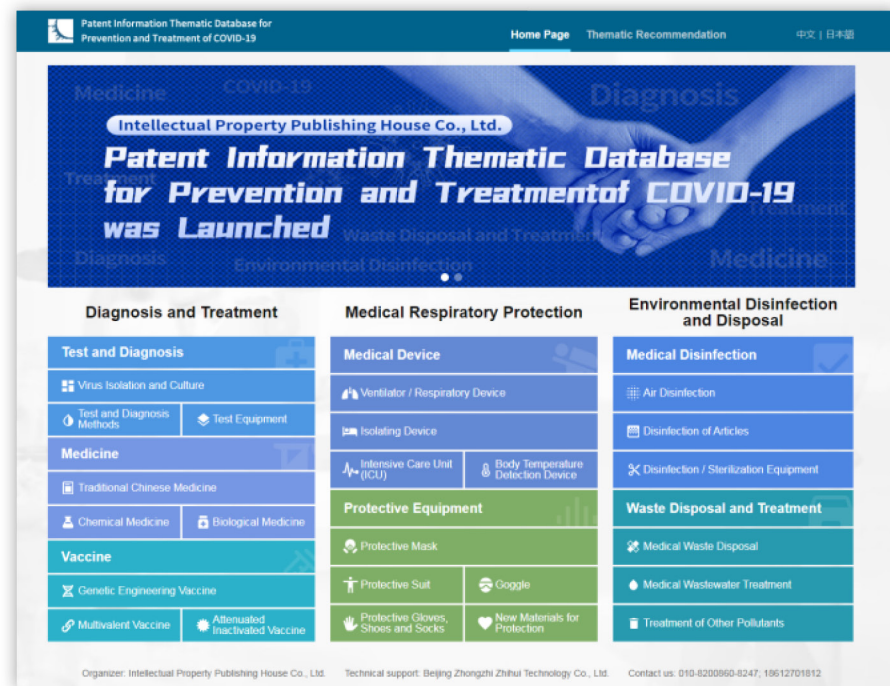 Patent Information Thematic Database for
Prevention and Treatment of COVID-19
Home Page
Thematic Recommendation
中文 | 日本語
Medicine
COVID-19
Diagnosis
Intellectual Property Publishing House Co., Ltd.
Patent Information Thematic Database
Treatment
for Prevention and Treatmentof COVID-19
Treatment
was Launched
Waste Disposal and Treatment
Diagnosis
Environmental Disinfection
Medicine
Diagnosis and Treatment
Test and Diagnosis
Virus Isolation and Culture
Test and Diagnosis
Methods
Test Equipment
Medicine
Traditional Chinese Medicine
Chemical Medicine
Biological Medicine
Vaccine
Genetic Engineering Vaccine
Multivalent Vaccine
Attenuated
Inactivated Vaccine
Medical Respiratory Protection
Medical Device
Ventilator / Respiratory Device
Isolating Device
Intensive Care Unit
(ICU)
Body Temperature
Detection Device
Protective Equipment
Protective Mask
Protective Suit
Goggle
Protective Gloves,
Shoes and Socks
New Materials for
Protection
Environmental Disinfection
and Disposal
Medical Disinfection
Air Disinfection
Disinfection of Articles
Disinfection / Sterilization Equipment
Waste Disposal and Treatment
Medical Waste Disposal
Medical Wastewater Treatment
Treatment of Other Pollutants
Organizer: Intellectual Property Publishing House Co., Ltd.
Technical support: Beijing Zhongzhi Zhihui Technology Co., Ltd.
Contact us: 010-8200860-8247; 18612701812